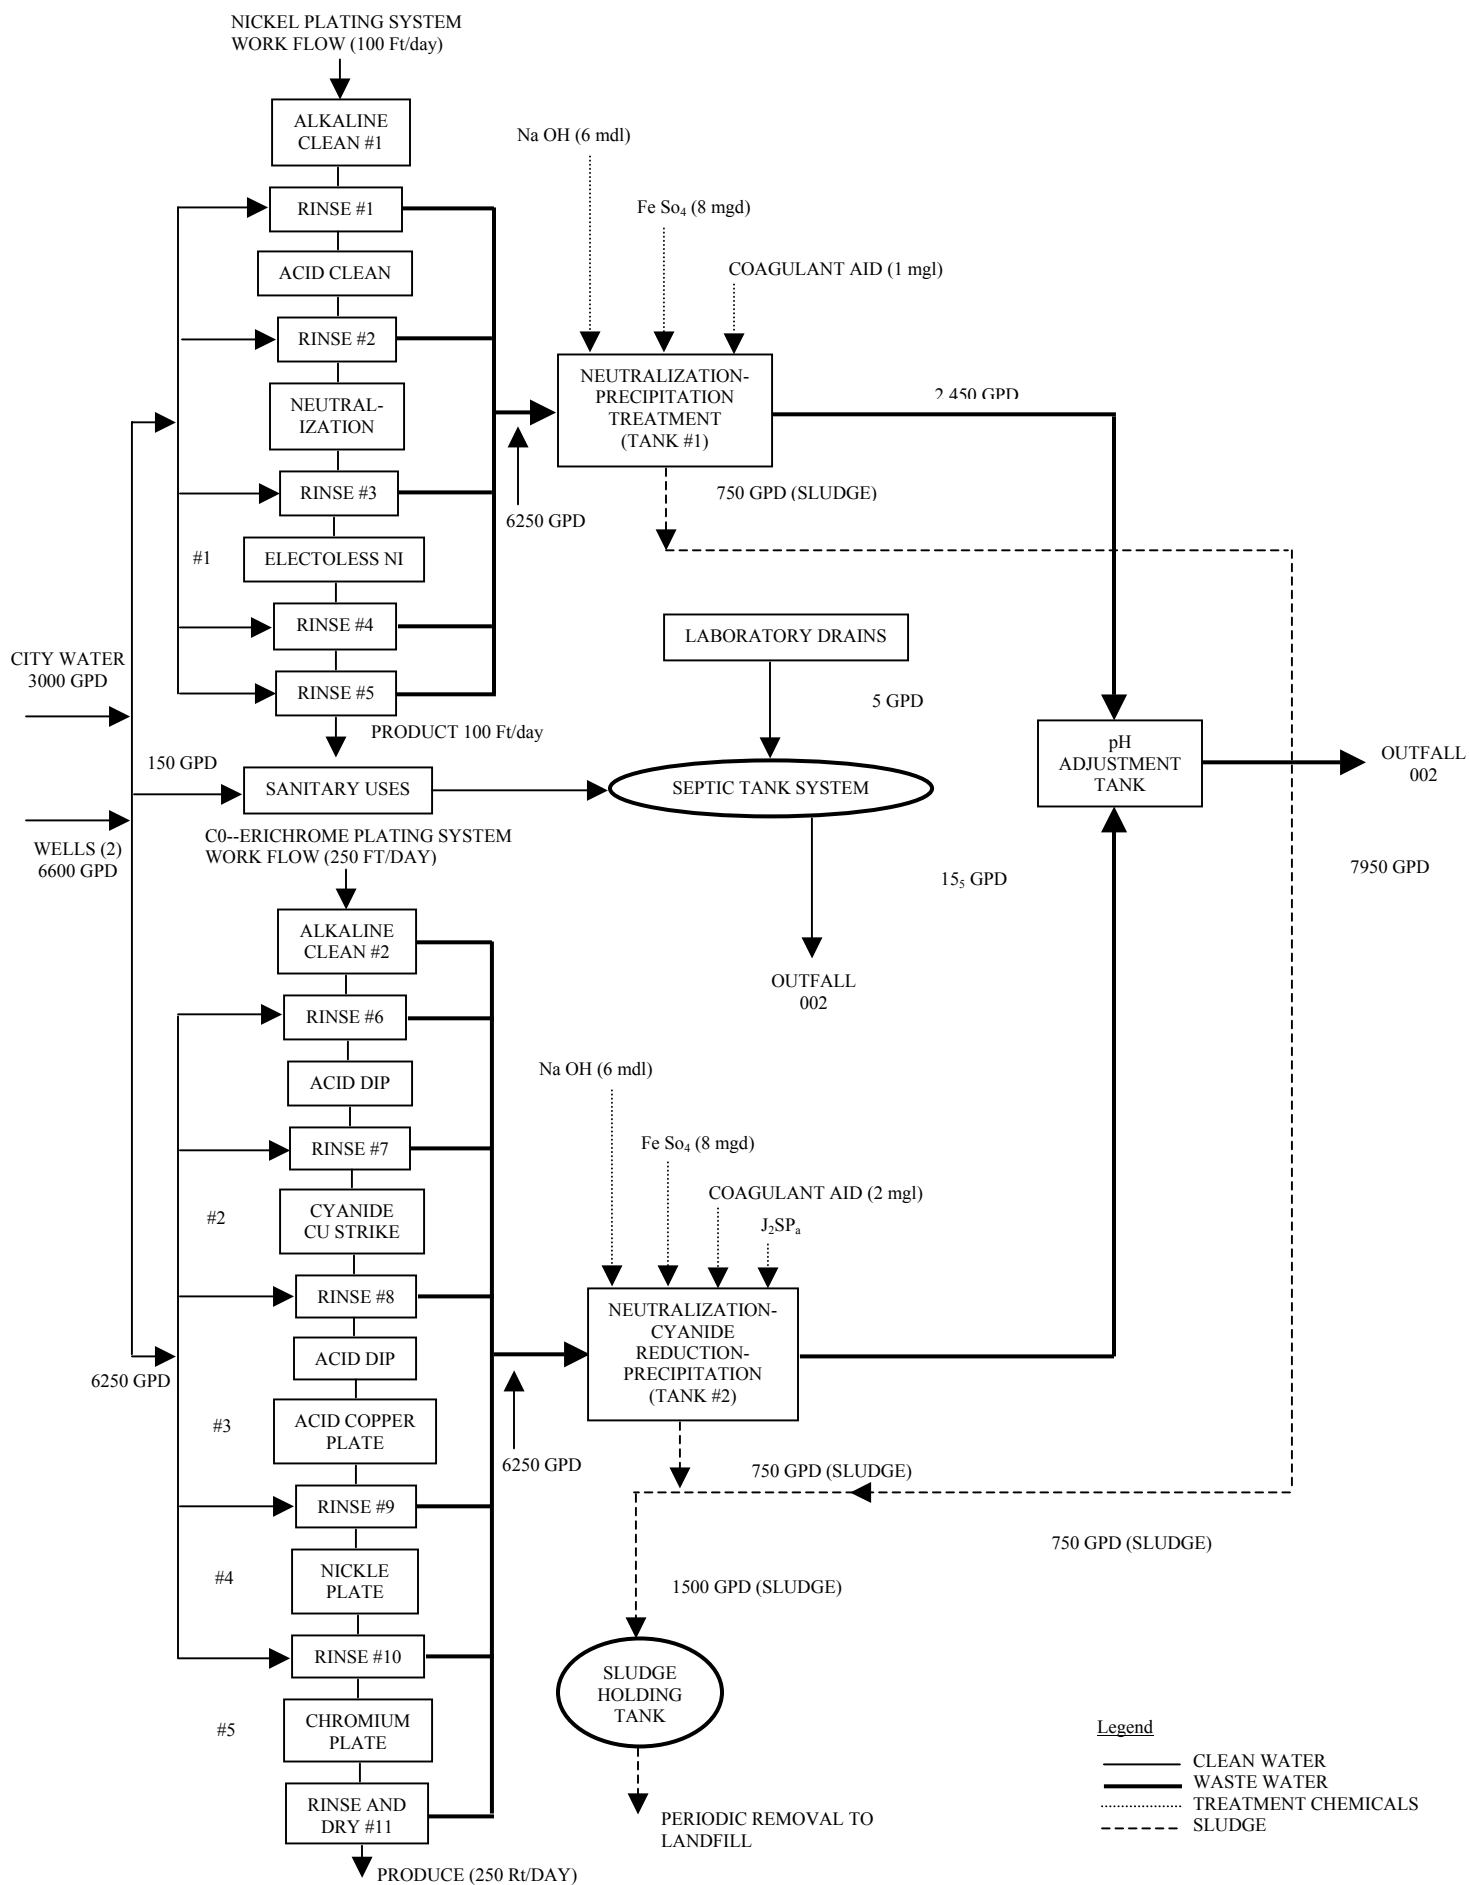 NICKEL PLATING SYSTEM
WORK FLOW (100 Ft/day)
ALKALINE
CLEAN #1
RINSE #1
ACID CLEAN
RINSE #2
NEUTRAL-
IZATION
RINSE #3
#1
ELECTOLESS NI
RINSE #4
RINSE #5
PRODUCT 100 Ft/day
CITY WATER
3000 GPD
150 GPD
SANITARY USES
WELLS (2)
6600 GPD
Na OH (6 mdl)
Fe So₄ (8 mgd)
COAGULANT AID (1 mgl)
NEUTRALIZATION-
PRECIPITATION
TREATMENT
(TANK #1)
6250 GPD
2,450 GPD
750 GPD (SLUDGE)
LABORATORY DRAINS
5 GPD
SEPTIC TANK SYSTEM
15₅ GPD
OUTFALL
002
pH
ADJUSTMENT
TANK
OUTFALL
002
7950 GPD
C0--ERICHROME PLATING SYSTEM
WORK FLOW (250 FT/DAY)
ALKALINE
CLEAN #2
RINSE #6
ACID DIP
RINSE #7
#2
CYANIDE
CU STRIKE
RINSE #8
ACID DIP
6250 GPD
#3
ACID COPPER
PLATE
RINSE #9
#4
NICKLE
PLATE
RINSE #10
#5
CHROMIUM
PLATE
RINSE AND
DRY #11
PRODUCE (250 Rt/DAY)
Na OH (6 mdl)
Fe So₄ (8 mgd)
COAGULANT AID (2 mgl)
J₂SPₐ
NEUTRALIZATION-
CYANIDE
REDUCTION-
PRECIPITATION
(TANK #2)
6250 GPD
750 GPD (SLUDGE)
750 GPD (SLUDGE)
1500 GPD (SLUDGE)
SLUDGE
HOLDING
TANK
PERIODIC REMOVAL TO
LANDFILL
Legend
CLEAN WATER
WASTE WATER
TREATMENT CHEMICALS
SLUDGE